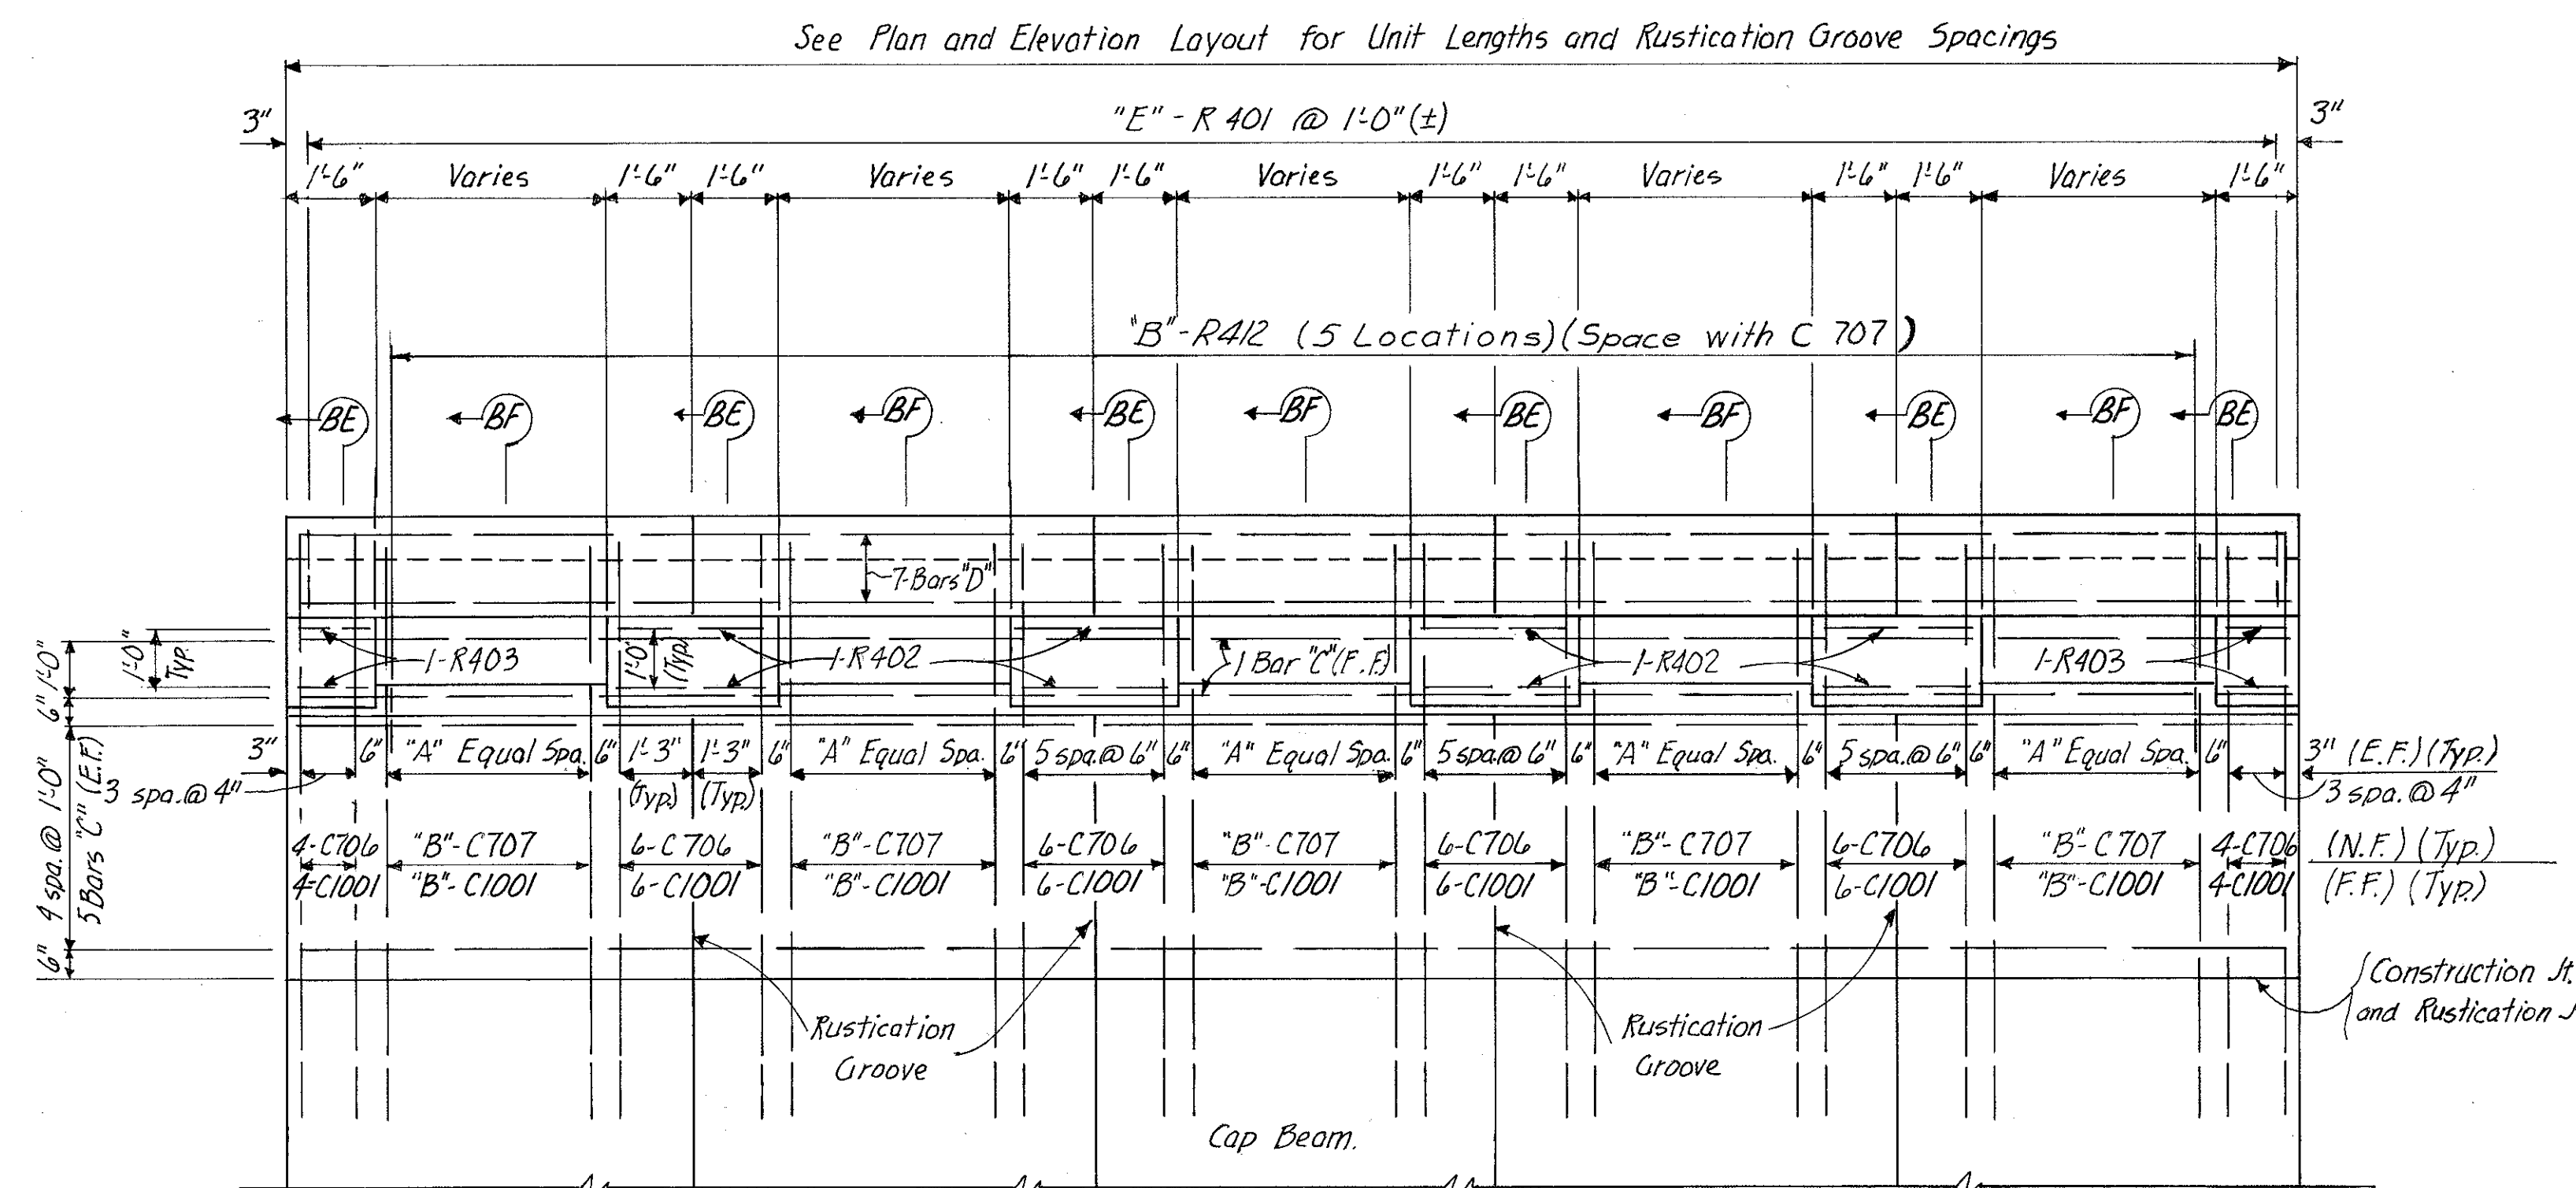 See Plan and Elevation Layout for Unit Lengths and Rustication Groove Spacings
3" "E" - R 401 @ 1'-0" (±) 3"
1'-6" Varies 1'-6" 1'-6" Varies 1'-6" 1'-6" Varies 1'-6" 1'-6" Varies 1'-6" 1'-6" Varies 1'-6"
"B"-R412 (5 Locations)(Space with C 707)
BE BF BE BF BE BF BE BF BE BF BE
7-Bars "D"
1'-0" Typ.
6" 1'-0"
1-R403 1'-0" (Typ.) 1-R402 1 Bar "C" (F.F.) 1-R402 1-R403
3" 6" "A" Equal Spa. 6" 1'-3" 1'-3" 6" "A" Equal Spa. 6" 5 spa.@ 6" 6" "A" Equal Spa. 6" 5 spa.@ 6" 6" "A" Equal Spa. 6" 5 spa.@ 6" 6" "A" Equal Spa. 6" 3" (E.F.) (Typ.)
3 spa.@ 4" (Typ.) (Typ.) 3 spa.@ 4"
6" 4 spa.@ 1'-0"
5 Bars "C" (E.F.)
4-C706 "B"-C707 6-C706 "B"-C707 6-C706 "B"-C707 6-C706 "B"-C707 6-C706 "B"-C707 4-C706 (N.F.) (Typ.)
4-C1001 "B"-C1001 6-C1001 "B"-C1001 6-C1001 "B"-C1001 6-C1001 "B"-C1001 6-C1001 "B"-C1001 4-C1001 (F.F.) (Typ.)
Construction Jt.
and Rustication
Rustication
Groove
Rustication
Groove
Cap Beam.